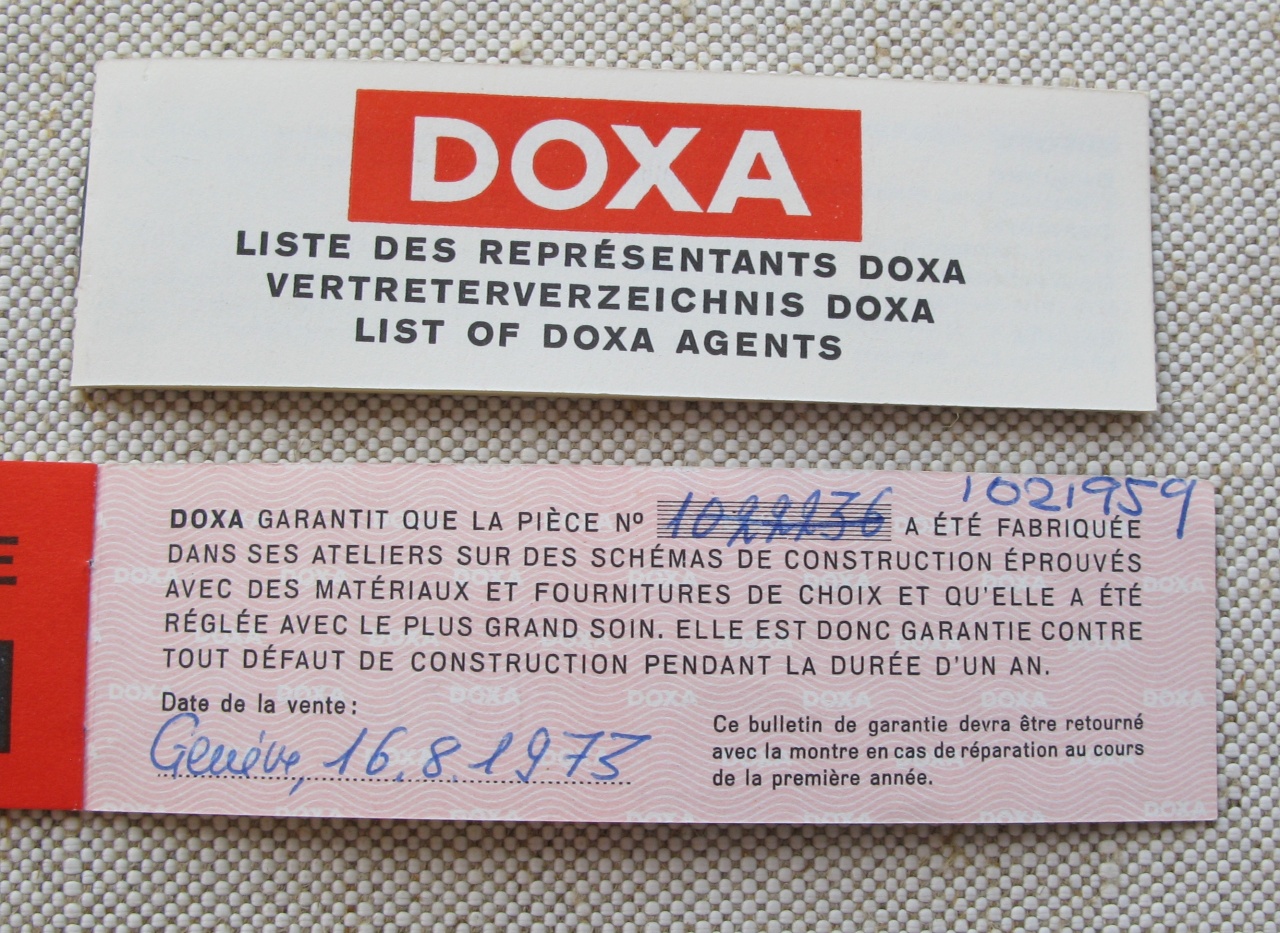 DOXA
LISTE DES REPRÉSENTANTS DOXA
VERTRETERVERZEICHNIS DOXA
LIST OF DOXA AGENTS
1021959
DOXA GARANTIT QUE LA PIÈCE Nº 1022236 A ÉTÉ FABRIQUÉE
DANS SES ATELIERS SUR DES SCHÉMAS DE CONSTRUCTION ÉPROUVÉS
AVEC DES MATÉRIAUX ET FOURNITURES DE CHOIX ET QU'ELLE A ÉTÉ
RÉGLÉE AVEC LE PLUS GRAND SOIN. ELLE EST DONC GARANTIE CONTRE
TOUT DÉFAUT DE CONSTRUCTION PENDANT LA DURÉE D'UN AN.
Date de la vente:
Genève, 16.8.1973
Ce bulletin de garantie devra être retourné
avec la montre en cas de réparation au cours
de la première année.